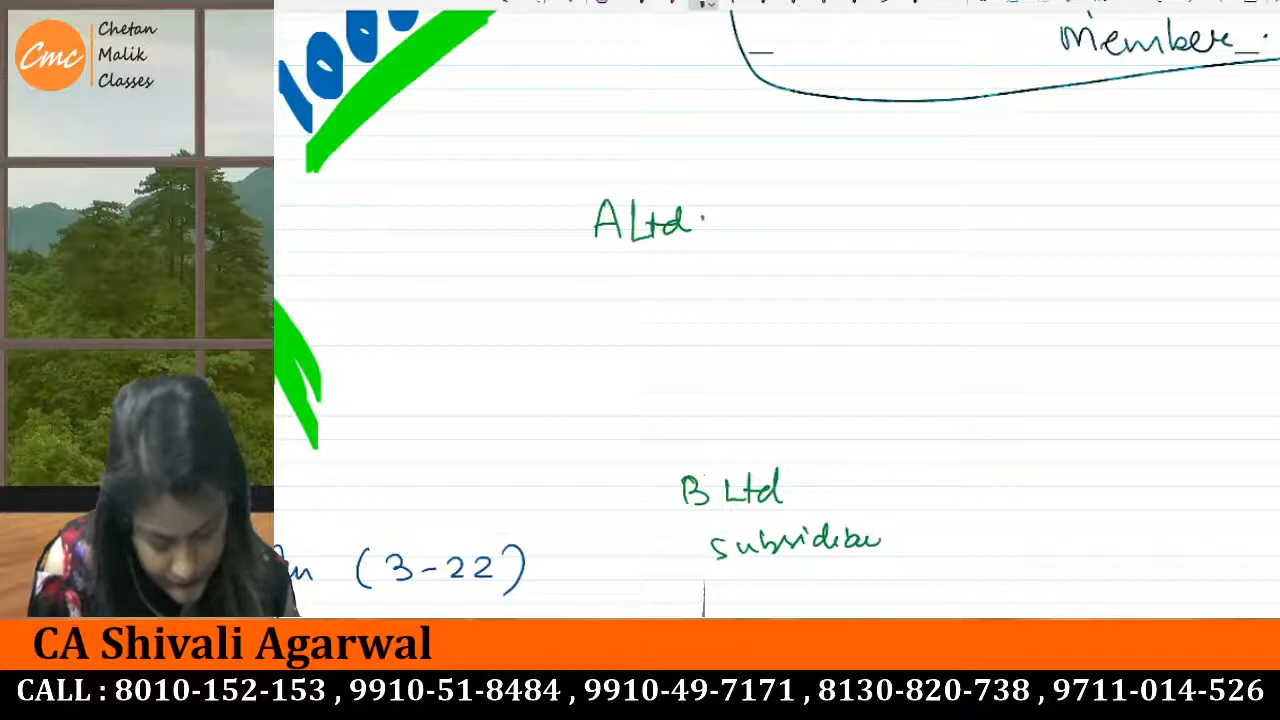 Cmc
Chetan
Malik
Classes
100
Member
A Ltd.
B Ltd
(3-22)
CA Shivali Agarwal
CALL : 8010-152-153 , 9910-51-8484 , 9910-49-7171 , 8130-820-738 , 9711-014-526